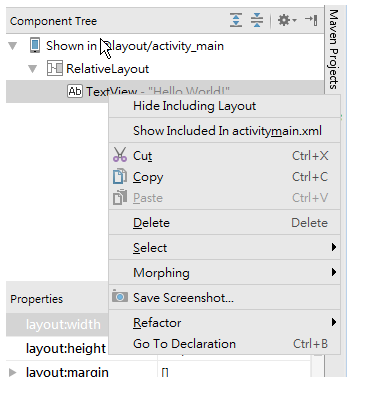 Component Tree
Maven Projects
Shown in @layout/activity_main
RelativeLayout
Ab TextView - "Hello World!"
Hide Including Layout
Show Included In activitymain.xml
Cut Ctrl+X
Copy Ctrl+C
Paste Ctrl+V
Delete Delete
Select
Morphing
Save Screenshot...
Refactor
Go To Declaration Ctrl+B
Properties
layout:width
layout:height
layout:margin []